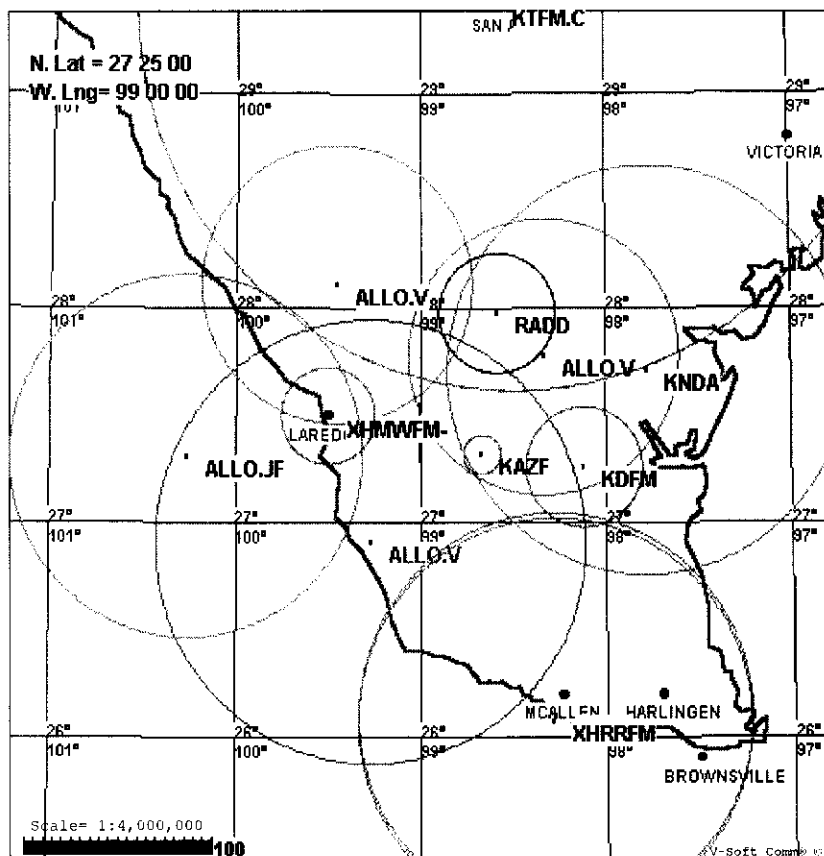 SAN KTFM.C
N. Lat = 27 25 00
W. Lng= 99 00 00
101° 29° 100° 29° 99° 29° 98° 29° 97°
VICTORIA
ALLO.V
28° 101° 28° 100° 28° 99° 28° 98° 28° 97°
RADD
ALLO.V
KNDA
LAREDO
XHMWFM-
ALLO.JF
KAZF
KDFM
27° 101° 27° 100° 27° 99° 27° 98° 27° 97°
ALLO.V
MCALLEN HARLINGEN
26° 101° 26° 100° 26° 99° 26° 98° 26° 97°
XHRRFM
BROWNSVILLE
Scale= 1:4,000,000
100
V-Soft Comm